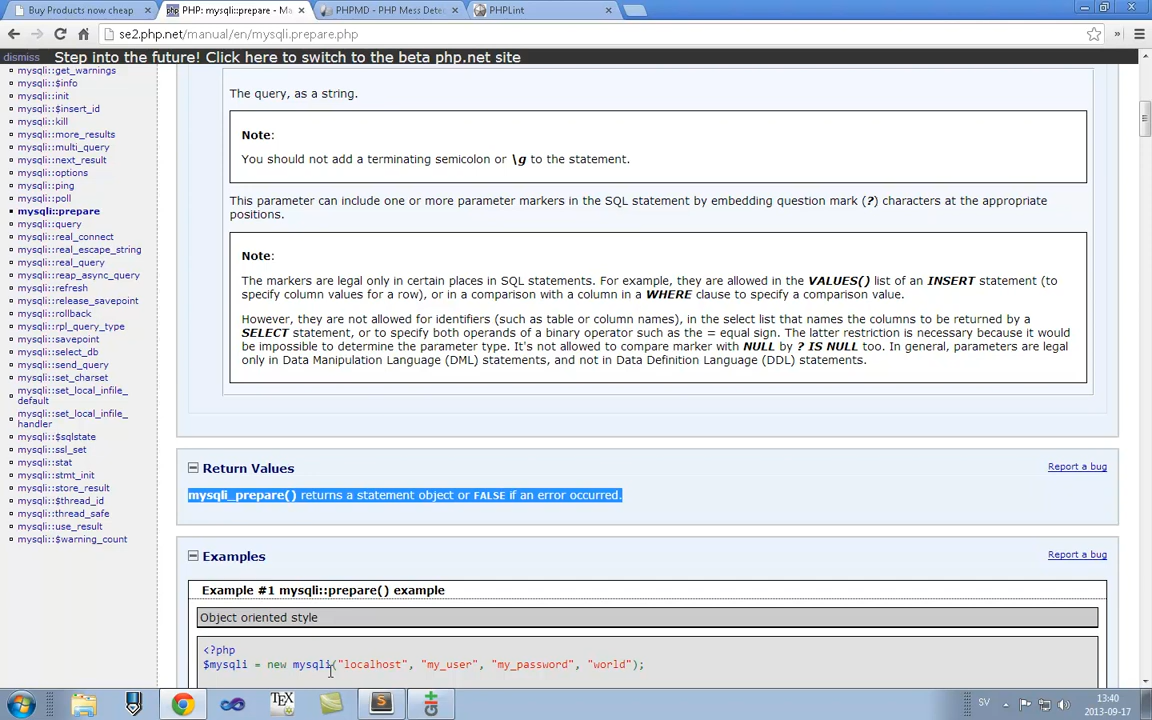 Buy Products now cheap
PHP: mysqli::prepare - Ma
PHPMD - PHP Mess Dete
PHPLint
se2.php.net/manual/en/mysqli.prepare.php
dismiss Step into the future! Click here to switch to the beta php.net site
mysqli::get_warnings
mysqli::$info
mysqli::init
mysqli::$insert_id
mysqli::kill
mysqli::more_results
mysqli::multi_query
mysqli::next_result
mysqli::options
mysqli::ping
mysqli::poll
mysqli::prepare
mysqli::query
mysqli::real_connect
mysqli::real_escape_string
mysqli::real_query
mysqli::reap_async_query
mysqli::refresh
mysqli::release_savepoint
mysqli::rollback
mysqli::rpl_query_type
mysqli::savepoint
mysqli::select_db
mysqli::send_query
mysqli::set_charset
mysqli::set_local_infile_
default
mysqli::set_local_infile_
handler
mysqli::$sqlstate
mysqli::ssl_set
mysqli::stat
mysqli::stmt_init
mysqli::store_result
mysqli::$thread_id
mysqli::thread_safe
mysqli::use_result
mysqli::$warning_count
The query, as a string.
Note:
You should not add a terminating semicolon or \g to the statement.
This parameter can include one or more parameter markers in the SQL statement by embedding question mark (?) characters at the appropriate
positions.
Note:
The markers are legal only in certain places in SQL statements. For example, they are allowed in the VALUES() list of an INSERT statement (to
specify column values for a row), or in a comparison with a column in a WHERE clause to specify a comparison value.
However, they are not allowed for identifiers (such as table or column names), in the select list that names the columns to be returned by a
SELECT statement, or to specify both operands of a binary operator such as the = equal sign. The latter restriction is necessary because it would
be impossible to determine the parameter type. It's not allowed to compare marker with NULL by ? IS NULL too. In general, parameters are legal
only in Data Manipulation Language (DML) statements, and not in Data Definition Language (DDL) statements.
Return Values
Report a bug
mysqli_prepare() returns a statement object or FALSE if an error occurred.
Examples
Report a bug
Example #1 mysqli::prepare() example
Object oriented style
<?php
$mysqli = new mysqli("localhost", "my_user", "my_password", "world");
SV
13:40
2013-09-17